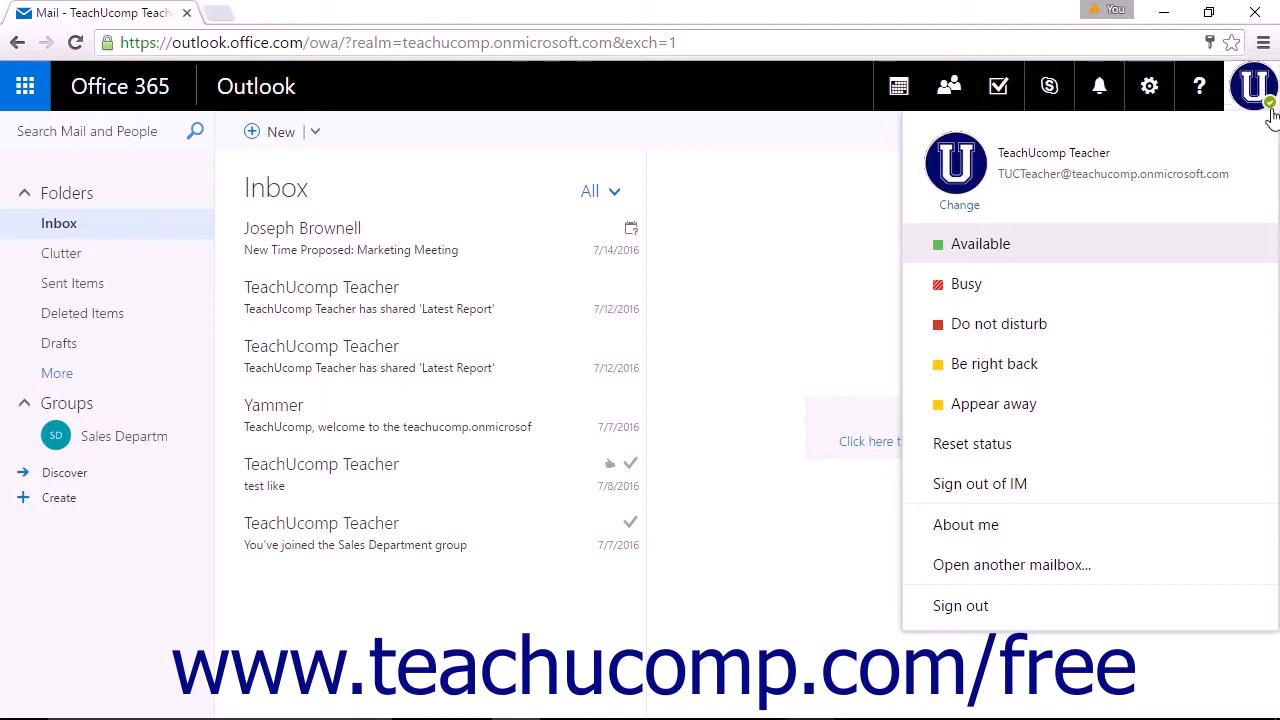 Mail - TeachUcomp Teach
You
https://outlook.office.com/owa/?realm=teachucomp.onmicrosoft.com&exch=1
Office 365
Outlook
?
U
Search Mail and People
New
Folders
Inbox
Clutter
Sent Items
Deleted Items
Drafts
More
Groups
SD
Sales Departm
Discover
Create
Inbox
All
Joseph Brownell
New Time Proposed: Marketing Meeting
7/14/2016
TeachUcomp Teacher
TeachUcomp Teacher has shared 'Latest Report'
7/12/2016
TeachUcomp Teacher
TeachUcomp Teacher has shared 'Latest Report'
7/12/2016
Yammer
TeachUcomp, welcome to the teachucomp.onmicrosof
7/7/2016
TeachUcomp Teacher
test like
7/8/2016
TeachUcomp Teacher
You've joined the Sales Department group
7/7/2016
Click here t
U
TeachUcomp Teacher
TUCTeacher@teachucomp.onmicrosoft.com
Change
Available
Busy
Do not disturb
Be right back
Appear away
Reset status
Sign out of IM
About me
Open another mailbox...
Sign out
www.teachucomp.com/free